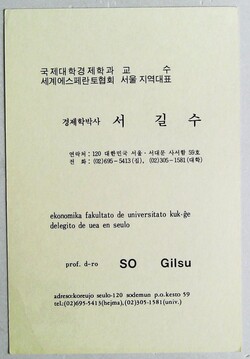 국제대학경제학과 교 수
세계에스페란토협회 서울 지역대표
경제학박사 서 길 수
연락처: 120 대한민국 서울·서대문 사서함 59호
전 화: (02)695-5413(집), (02)305-1581(대학)
ekonomika fakultato de universitato kuk-ĝe
delegito de uea en seulo
prof. d-ro SO Gilsu
adreso:koreujo seulo-120 sodemun p.o.kesto 59
tel:(02)695-5413(hejma),(02)305-1581(univ.)